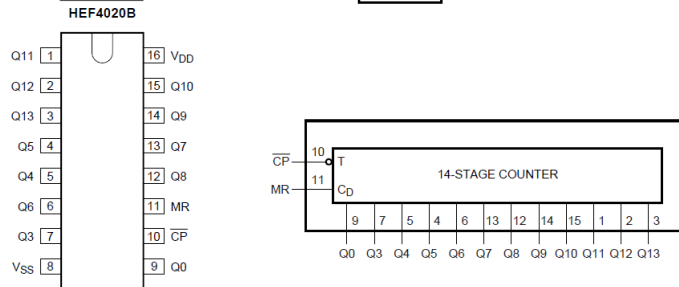 HEF4020B
Q11 1 16 VDD
Q12 2 15 Q10
Q13 3 14 Q9
Q5 4 13 Q7
Q4 5 12 Q8
Q6 6 11 MR
Q3 7 10 C̅P̅
VSS 8 9 Q0
C̅P̅ 10 T
MR 11 CD
14-STAGE COUNTER
9 7 5 4 6 13 12 14 15 1 2 3
Q0 Q3 Q4 Q5 Q6 Q7 Q8 Q9 Q10 Q11 Q12 Q13